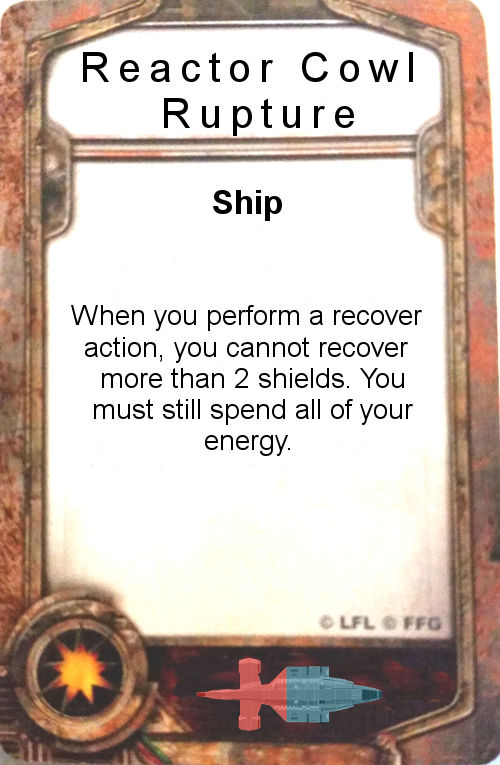 Reactor Cowl
Rupture
Ship
When you perform a recover
action, you cannot recover
more than 2 shields. You
must still spend all of your
energy.
© LFL © FFG